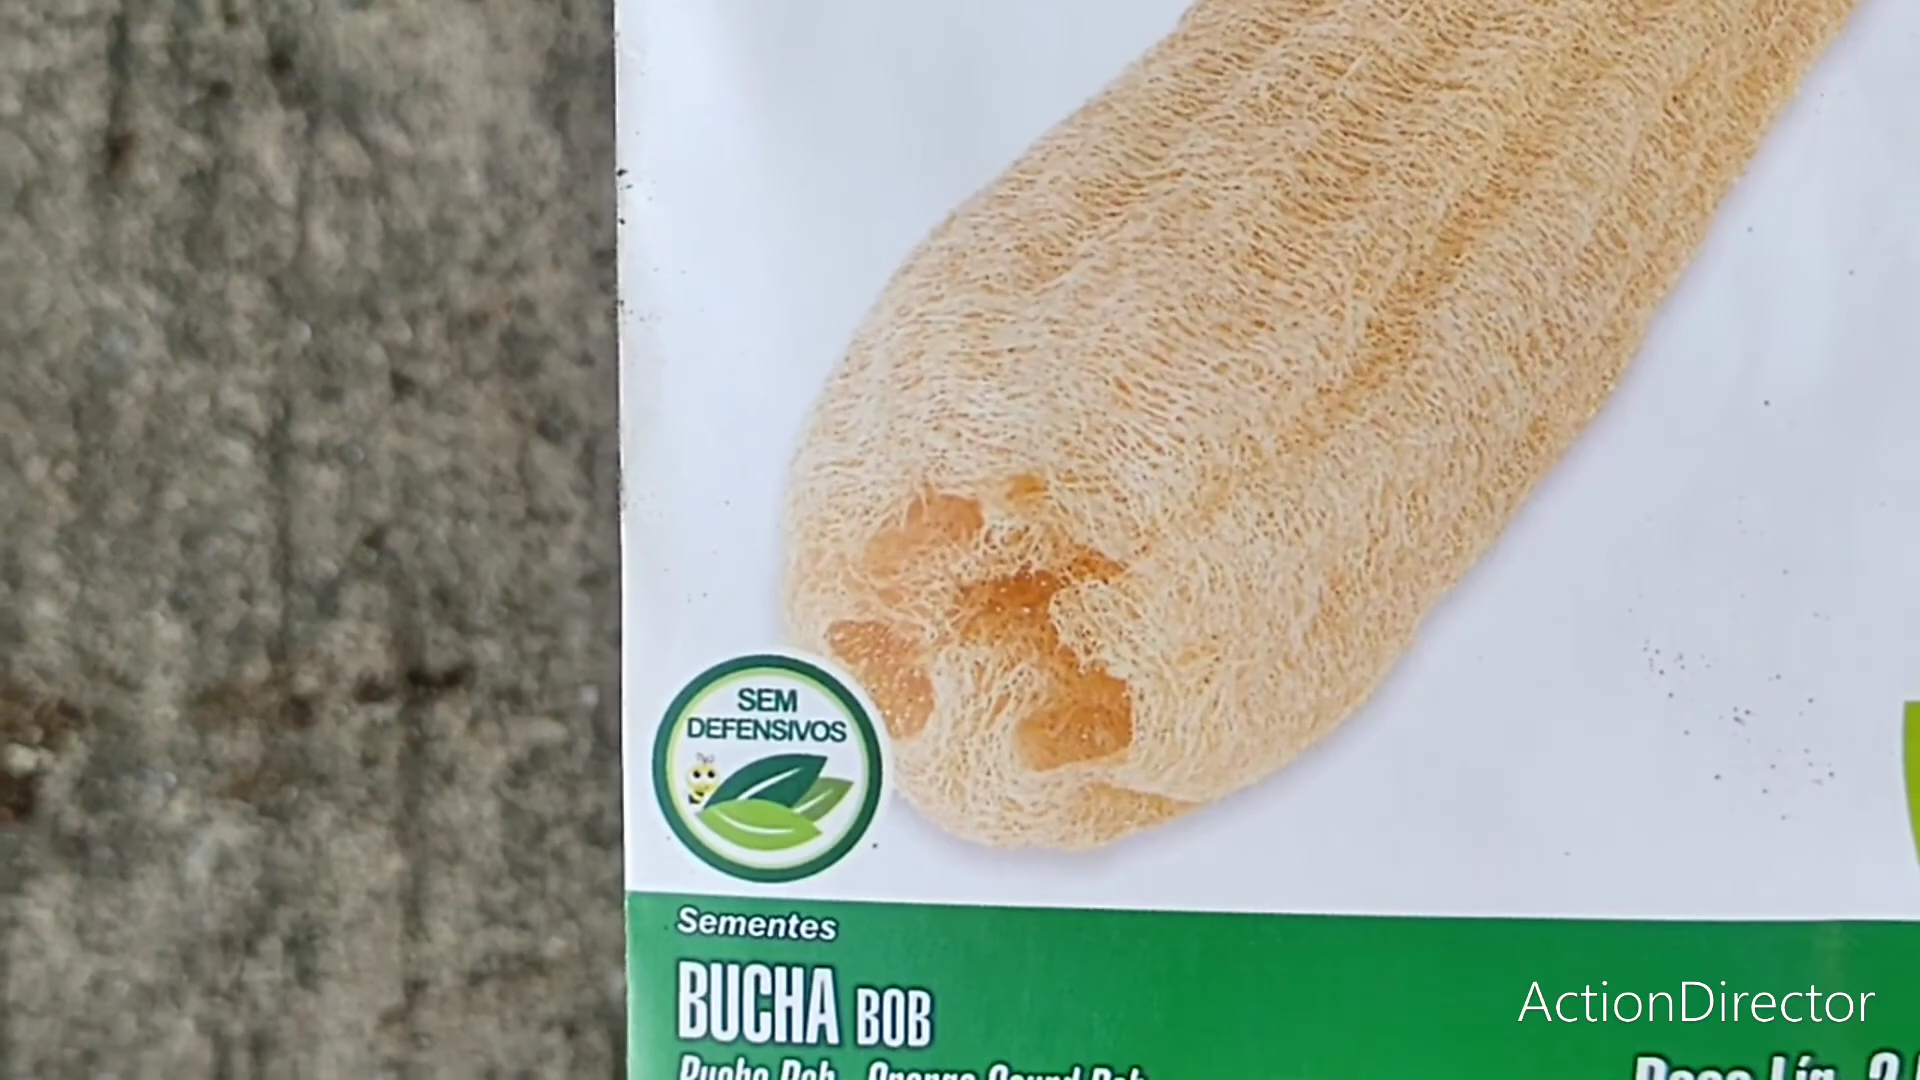 SEM
DEFENSIVOS
Sementes
BUCHA BOB
ActionDirector